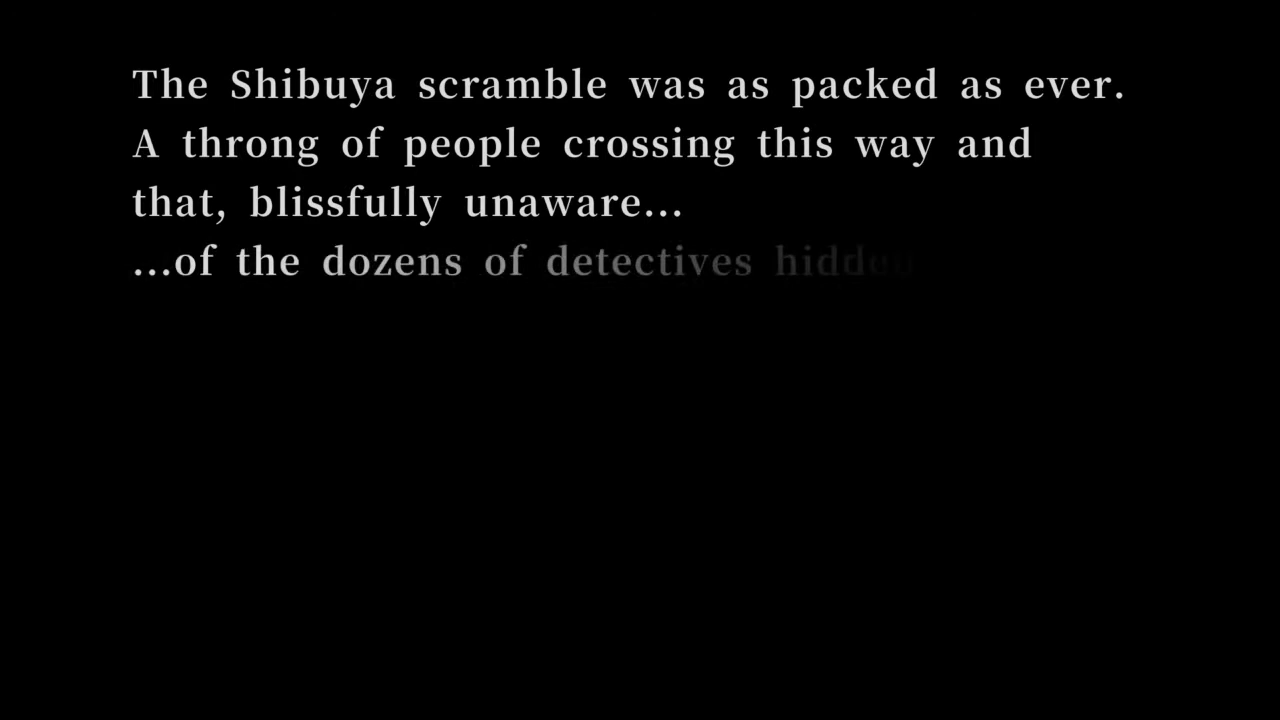 The Shibuya scramble was as packed as ever.
A throng of people crossing this way and
that, blissfully unaware...
...of the dozens of detectives hidden